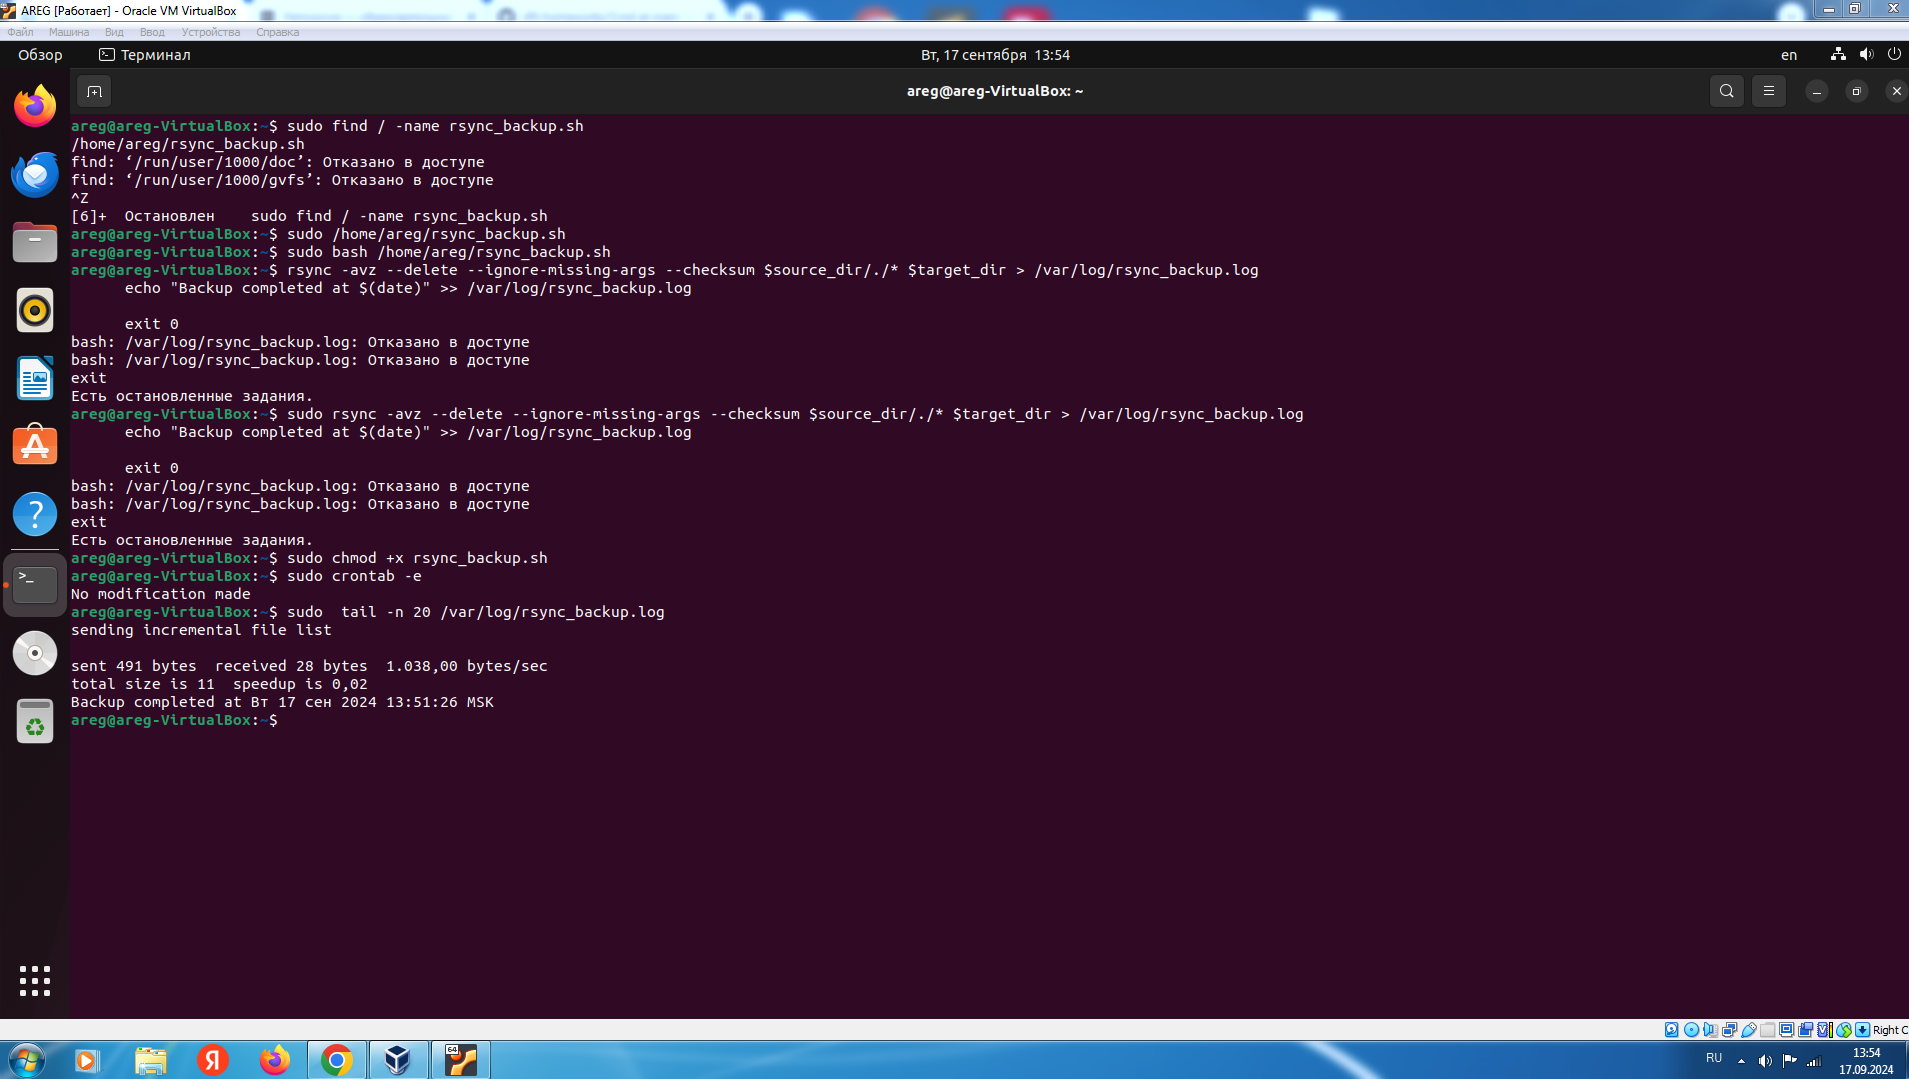 AREG [Работает] - Oracle VM VirtualBox
Файл Машина Вид Ввод Устройства Справка
Обзор Терминал Вт, 17 сентября 13:54 en
areg@areg-VirtualBox: ~
areg@areg-VirtualBox:~$ sudo find / -name rsync_backup.sh
/home/areg/rsync_backup.sh
find: ‘/run/user/1000/doc’: Отказано в доступе
find: ‘/run/user/1000/gvfs’: Отказано в доступе
^Z
[6]+  Остановлен    sudo find / -name rsync_backup.sh
areg@areg-VirtualBox:~$ sudo /home/areg/rsync_backup.sh
areg@areg-VirtualBox:~$ sudo bash /home/areg/rsync_backup.sh
areg@areg-VirtualBox:~$ rsync -avz --delete --ignore-missing-args --checksum $source_dir/./* $target_dir > /var/log/rsync_backup.log
      echo "Backup completed at $(date)" >> /var/log/rsync_backup.log
      exit 0
bash: /var/log/rsync_backup.log: Отказано в доступе
bash: /var/log/rsync_backup.log: Отказано в доступе
exit
Есть остановленные задания.
areg@areg-VirtualBox:~$ sudo rsync -avz --delete --ignore-missing-args --checksum $source_dir/./* $target_dir > /var/log/rsync_backup.log
      echo "Backup completed at $(date)" >> /var/log/rsync_backup.log
      exit 0
bash: /var/log/rsync_backup.log: Отказано в доступе
bash: /var/log/rsync_backup.log: Отказано в доступе
exit
Есть остановленные задания.
areg@areg-VirtualBox:~$ sudo chmod +x rsync_backup.sh
areg@areg-VirtualBox:~$ sudo crontab -e
No modification made
areg@areg-VirtualBox:~$ sudo  tail -n 20 /var/log/rsync_backup.log
sending incremental file list
sent 491 bytes  received 28 bytes  1.038,00 bytes/sec
total size is 11  speedup is 0,02
Backup completed at Вт 17 сен 2024 13:51:26 MSK
areg@areg-VirtualBox:~$
Right C
64
RU
13:54
17.09.2024